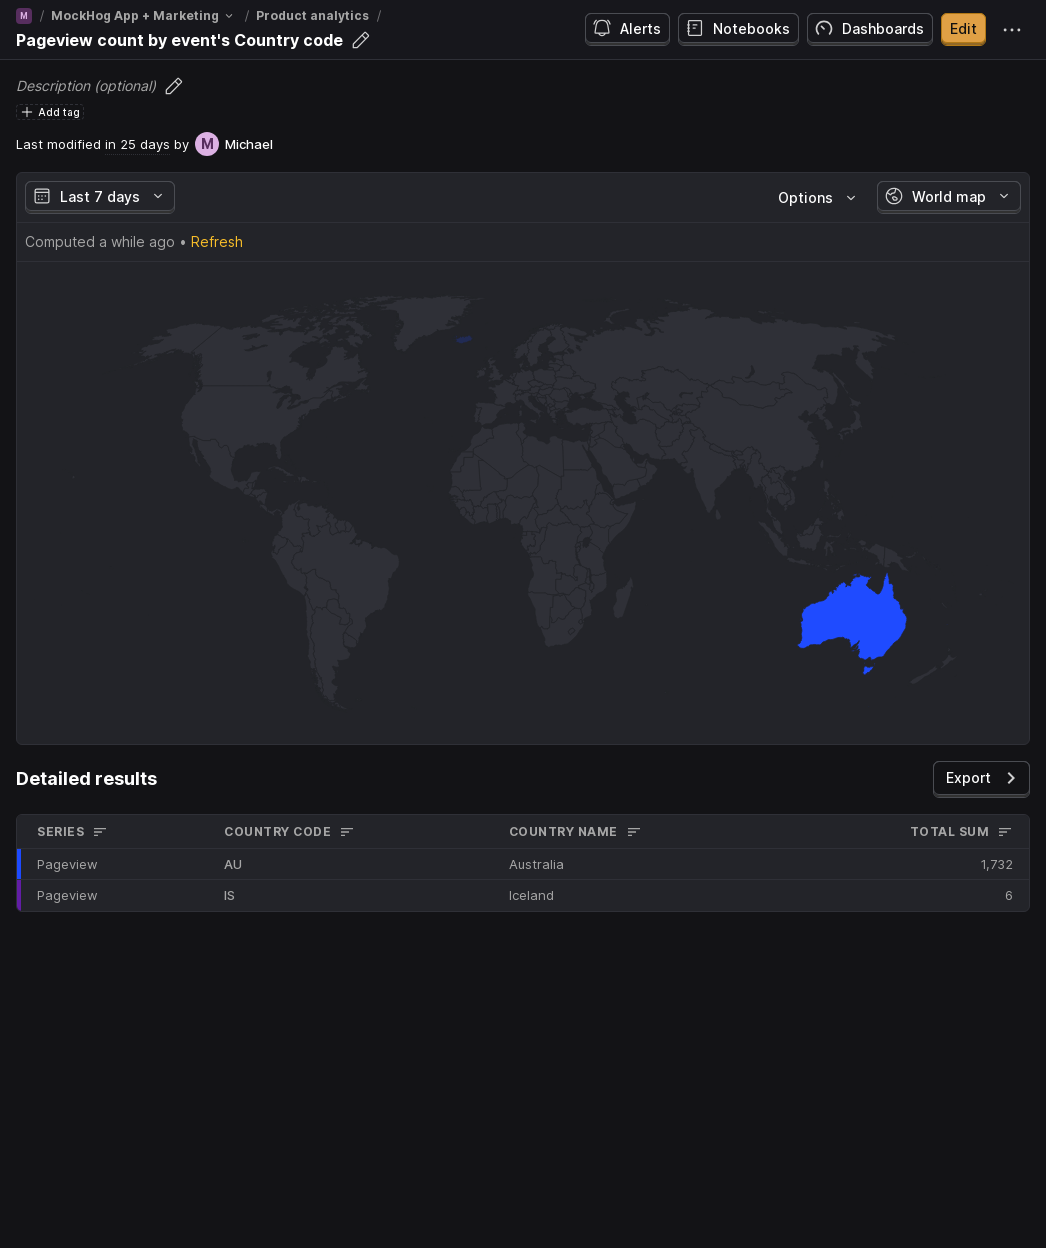 M / MockHog App + Marketing / Product analytics /
Pageview count by event's Country code
Alerts
Notebooks
Dashboards
Edit
Description (optional)
Add tag
Last modified in 25 days by M Michael
Last 7 days
Options
World map
Computed a while ago • Refresh
Detailed results
Export
SERIES COUNTRY CODE COUNTRY NAME TOTAL SUM
Pageview AU Australia 1,732
Pageview IS Iceland 6